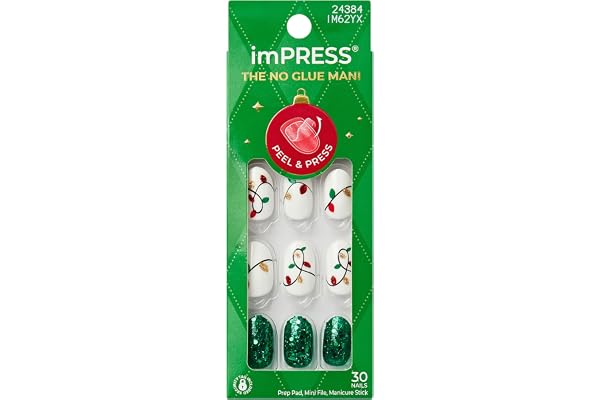 24384
IM62YX
imPRESS®
THE NO GLUE MANI
PEEL & PRESS
30
NAILS
Prep Pad, Mini File, Manicure Stick